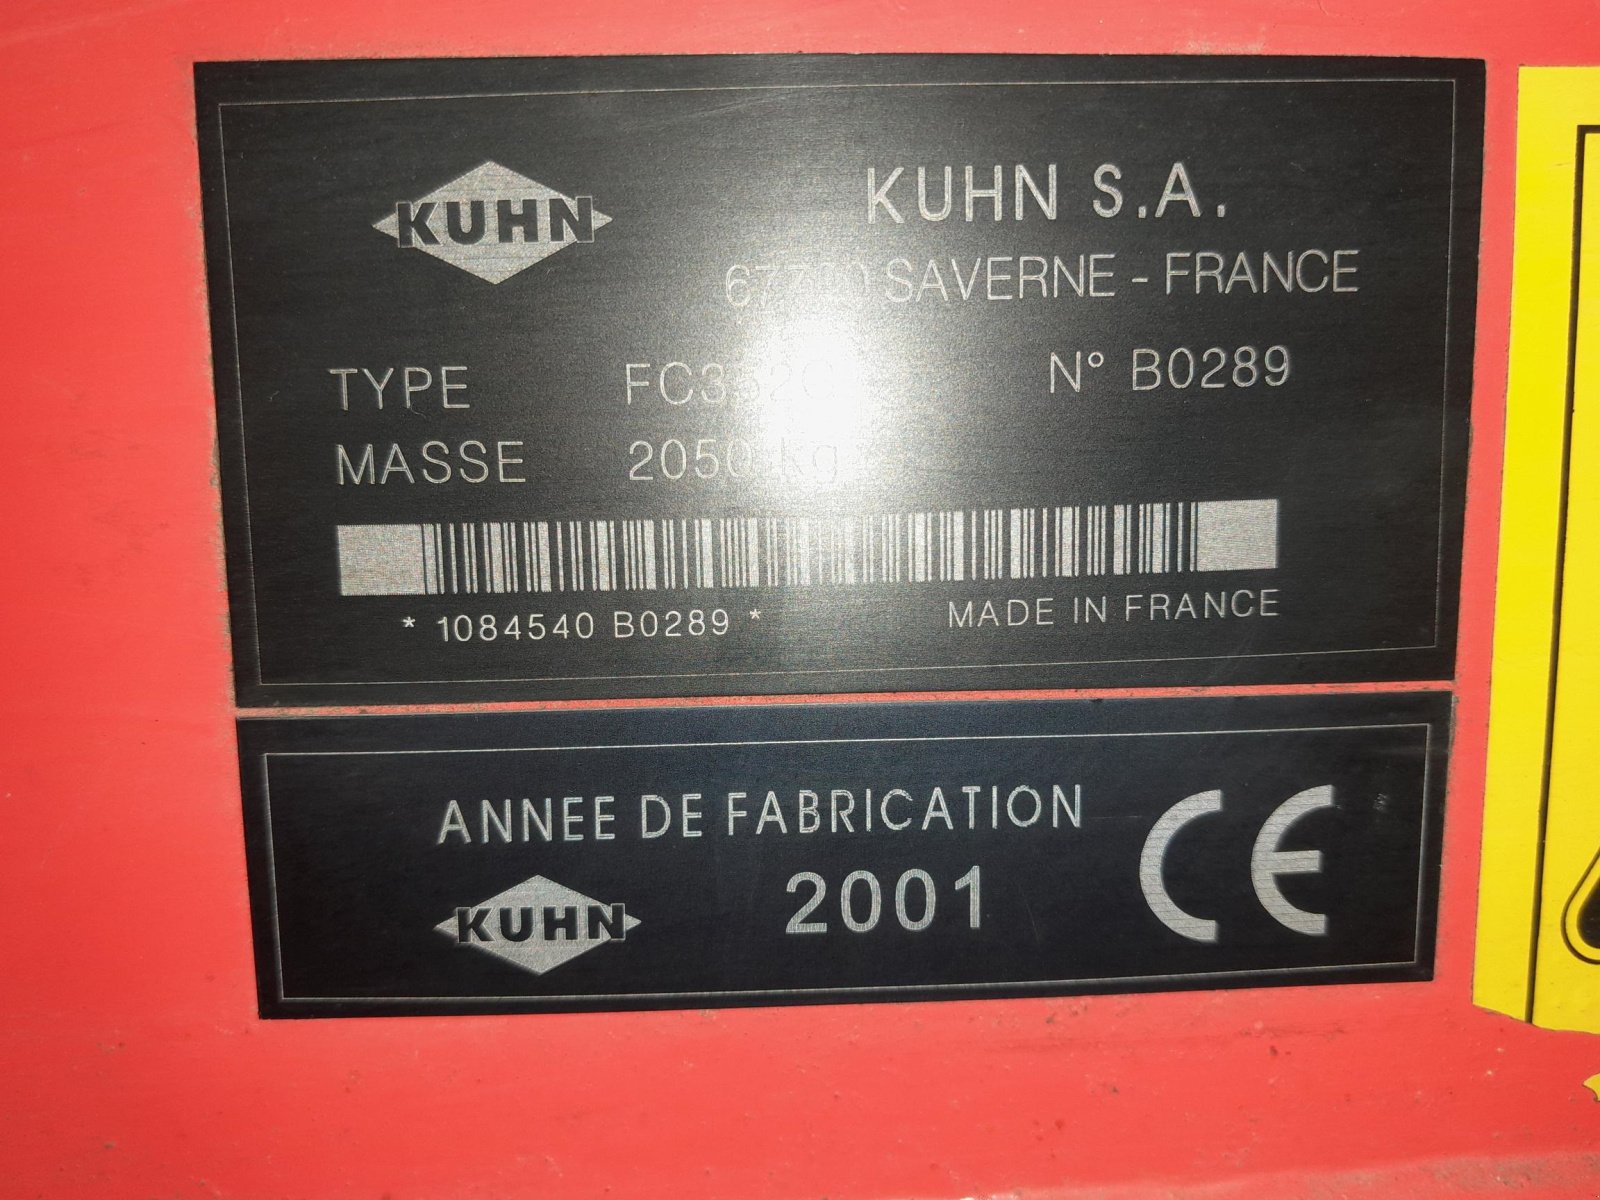 KUHN
KUHN S.A.
SAVERNE - FRANCE
TYPE N° B0289
MASSE 2050 kg
* 1084540 B0289 *
MADE IN FRANCE
ANNEE DE FABRICATION
KUHN
2001
CE